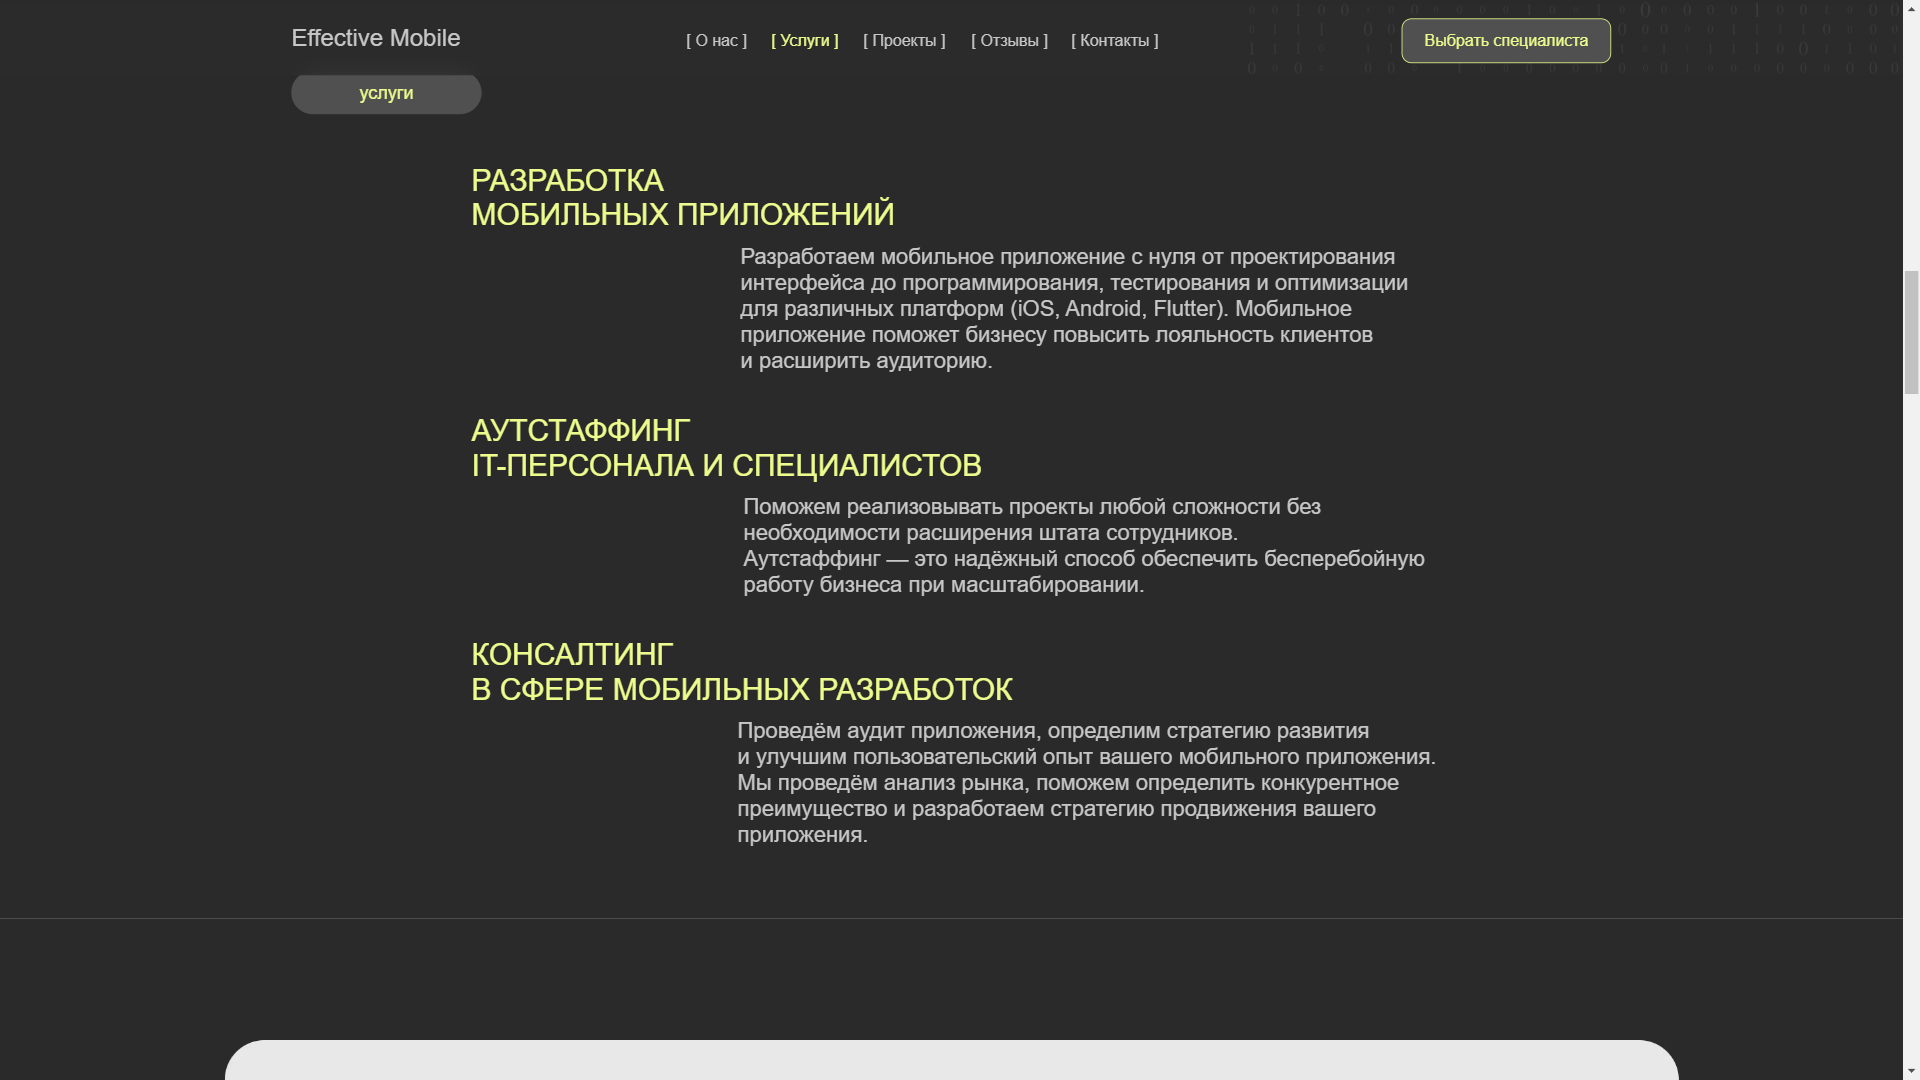 Effective Mobile
[ О нас ] [ Услуги ] [ Проекты ] [ Отзывы ] [ Контакты ]
Выбрать специалиста
услуги
РАЗРАБОТКА
МОБИЛЬНЫХ ПРИЛОЖЕНИЙ
Разработаем мобильное приложение с нуля от проектирования
интерфейса до программирования, тестирования и оптимизации
для различных платформ (iOS, Android, Flutter). Мобильное
приложение поможет бизнесу повысить лояльность клиентов
и расширить аудиторию.
АУТСТАФФИНГ
IT-ПЕРСОНАЛА И СПЕЦИАЛИСТОВ
Поможем реализовывать проекты любой сложности без
необходимости расширения штата сотрудников.
Аутстаффинг — это надёжный способ обеспечить бесперебойную
работу бизнеса при масштабировании.
КОНСАЛТИНГ
В СФЕРЕ МОБИЛЬНЫХ РАЗРАБОТОК
Проведём аудит приложения, определим стратегию развития
и улучшим пользовательский опыт вашего мобильного приложения.
Мы проведём анализ рынка, поможем определить конкурентное
преимущество и разработаем стратегию продвижения вашего
приложения.